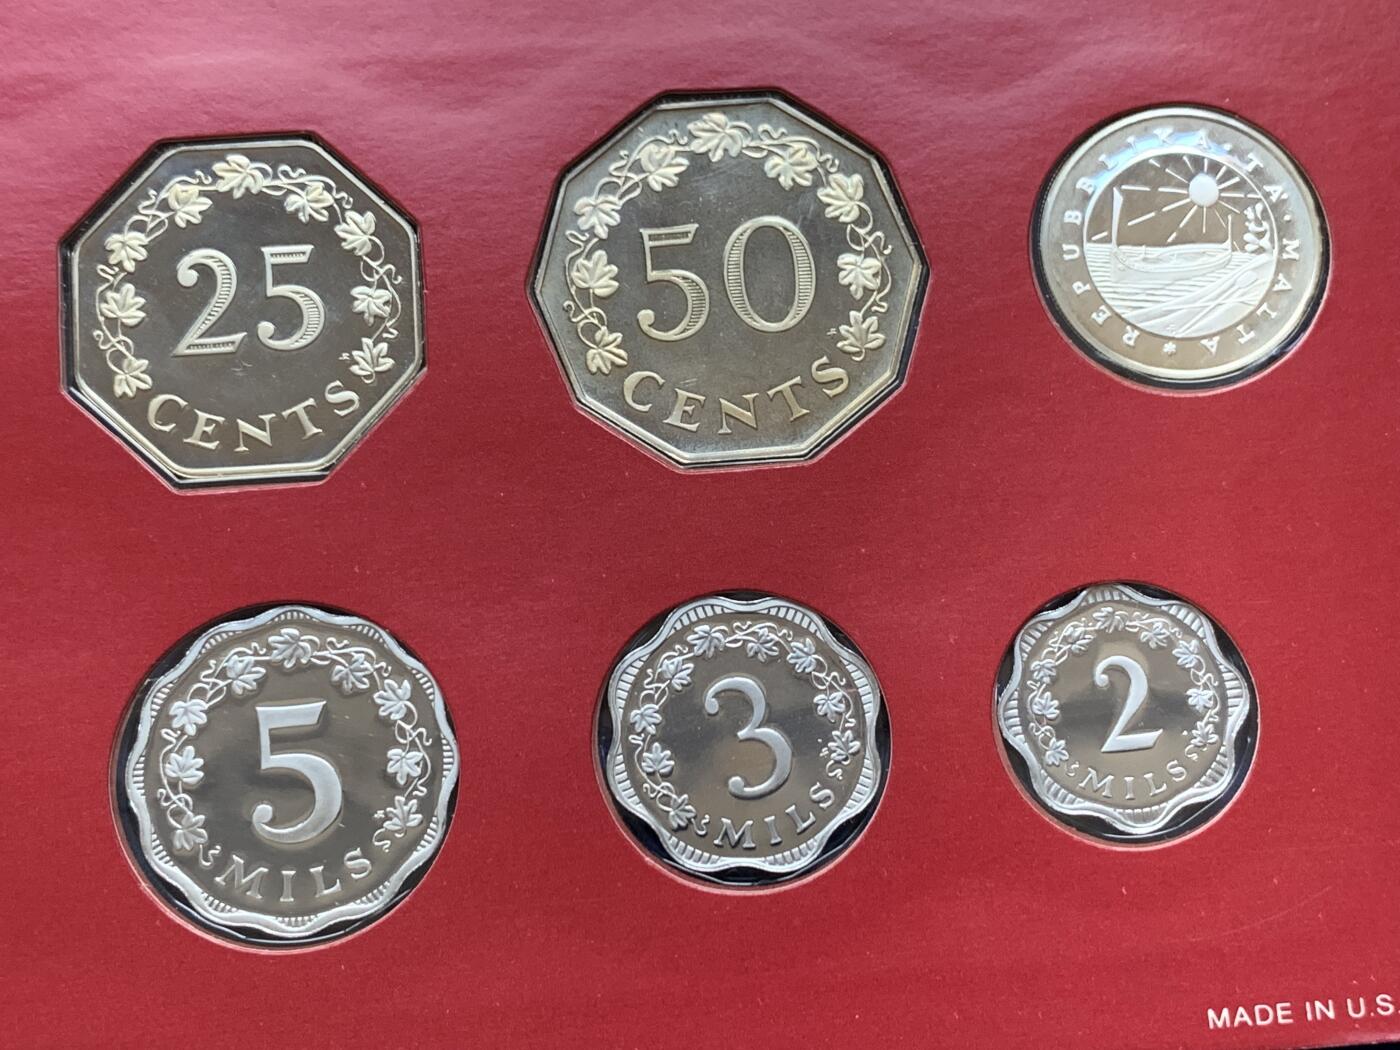 25
CENTS
50
CENTS
REPUBBLIKA · TA · MALTA *
5
MILS
3
MILS
2
MILS
MADE IN U.S.